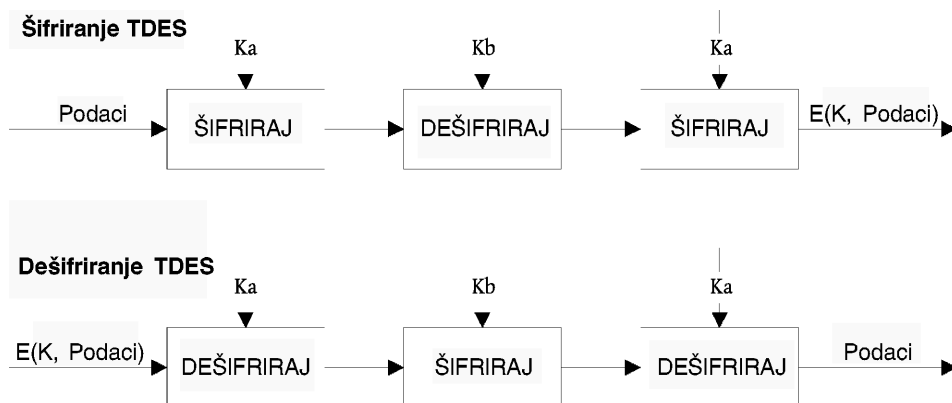 Šifriranje TDES
Ka Kb Ka
Podaci ŠIFRIRAJ DEŠIFRIRAJ ŠIFRIRAJ E(K, Podaci)
Dešifriranje TDES
Ka Kb Ka
E(K, Podaci) DEŠIFRIRAJ ŠIFRIRAJ DEŠIFRIRAJ Podaci